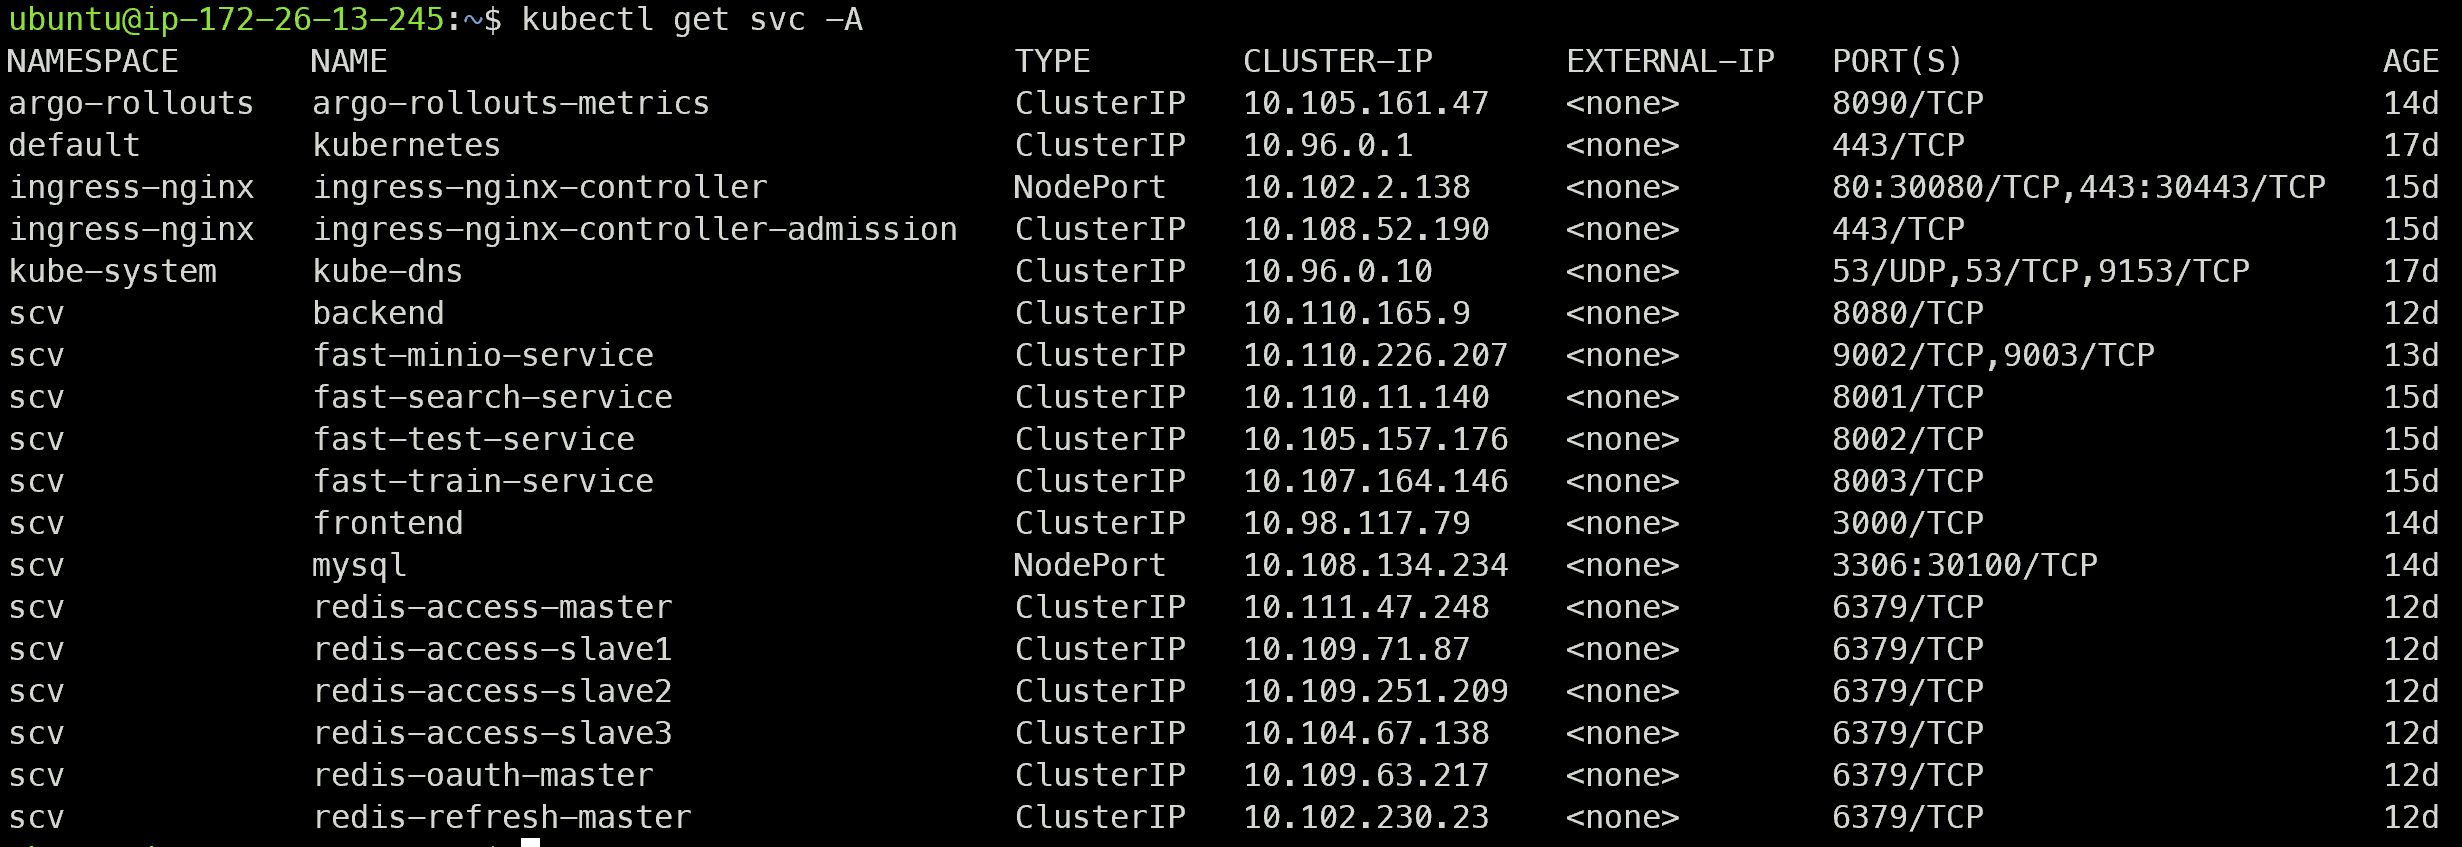 ubuntu@ip-172-26-13-245:~$ kubectl get svc -A
NAMESPACE NAME TYPE CLUSTER-IP EXTERNAL-IP PORT(S) AGE
argo-rollouts argo-rollouts-metrics ClusterIP 10.105.161.47 <none> 8090/TCP 14d
default kubernetes ClusterIP 10.96.0.1 <none> 443/TCP 17d
ingress-nginx ingress-nginx-controller NodePort 10.102.2.138 <none> 80:30080/TCP,443:30443/TCP 15d
ingress-nginx ingress-nginx-controller-admission ClusterIP 10.108.52.190 <none> 443/TCP 15d
kube-system kube-dns ClusterIP 10.96.0.10 <none> 53/UDP,53/TCP,9153/TCP 17d
scv backend ClusterIP 10.110.165.9 <none> 8080/TCP 12d
scv fast-minio-service ClusterIP 10.110.226.207 <none> 9002/TCP,9003/TCP 13d
scv fast-search-service ClusterIP 10.110.11.140 <none> 8001/TCP 15d
scv fast-test-service ClusterIP 10.105.157.176 <none> 8002/TCP 15d
scv fast-train-service ClusterIP 10.107.164.146 <none> 8003/TCP 15d
scv frontend ClusterIP 10.98.117.79 <none> 3000/TCP 14d
scv mysql NodePort 10.108.134.234 <none> 3306:30100/TCP 14d
scv redis-access-master ClusterIP 10.111.47.248 <none> 6379/TCP 12d
scv redis-access-slave1 ClusterIP 10.109.71.87 <none> 6379/TCP 12d
scv redis-access-slave2 ClusterIP 10.109.251.209 <none> 6379/TCP 12d
scv redis-access-slave3 ClusterIP 10.104.67.138 <none> 6379/TCP 12d
scv redis-oauth-master ClusterIP 10.109.63.217 <none> 6379/TCP 12d
scv redis-refresh-master ClusterIP 10.102.230.23 <none> 6379/TCP 12d